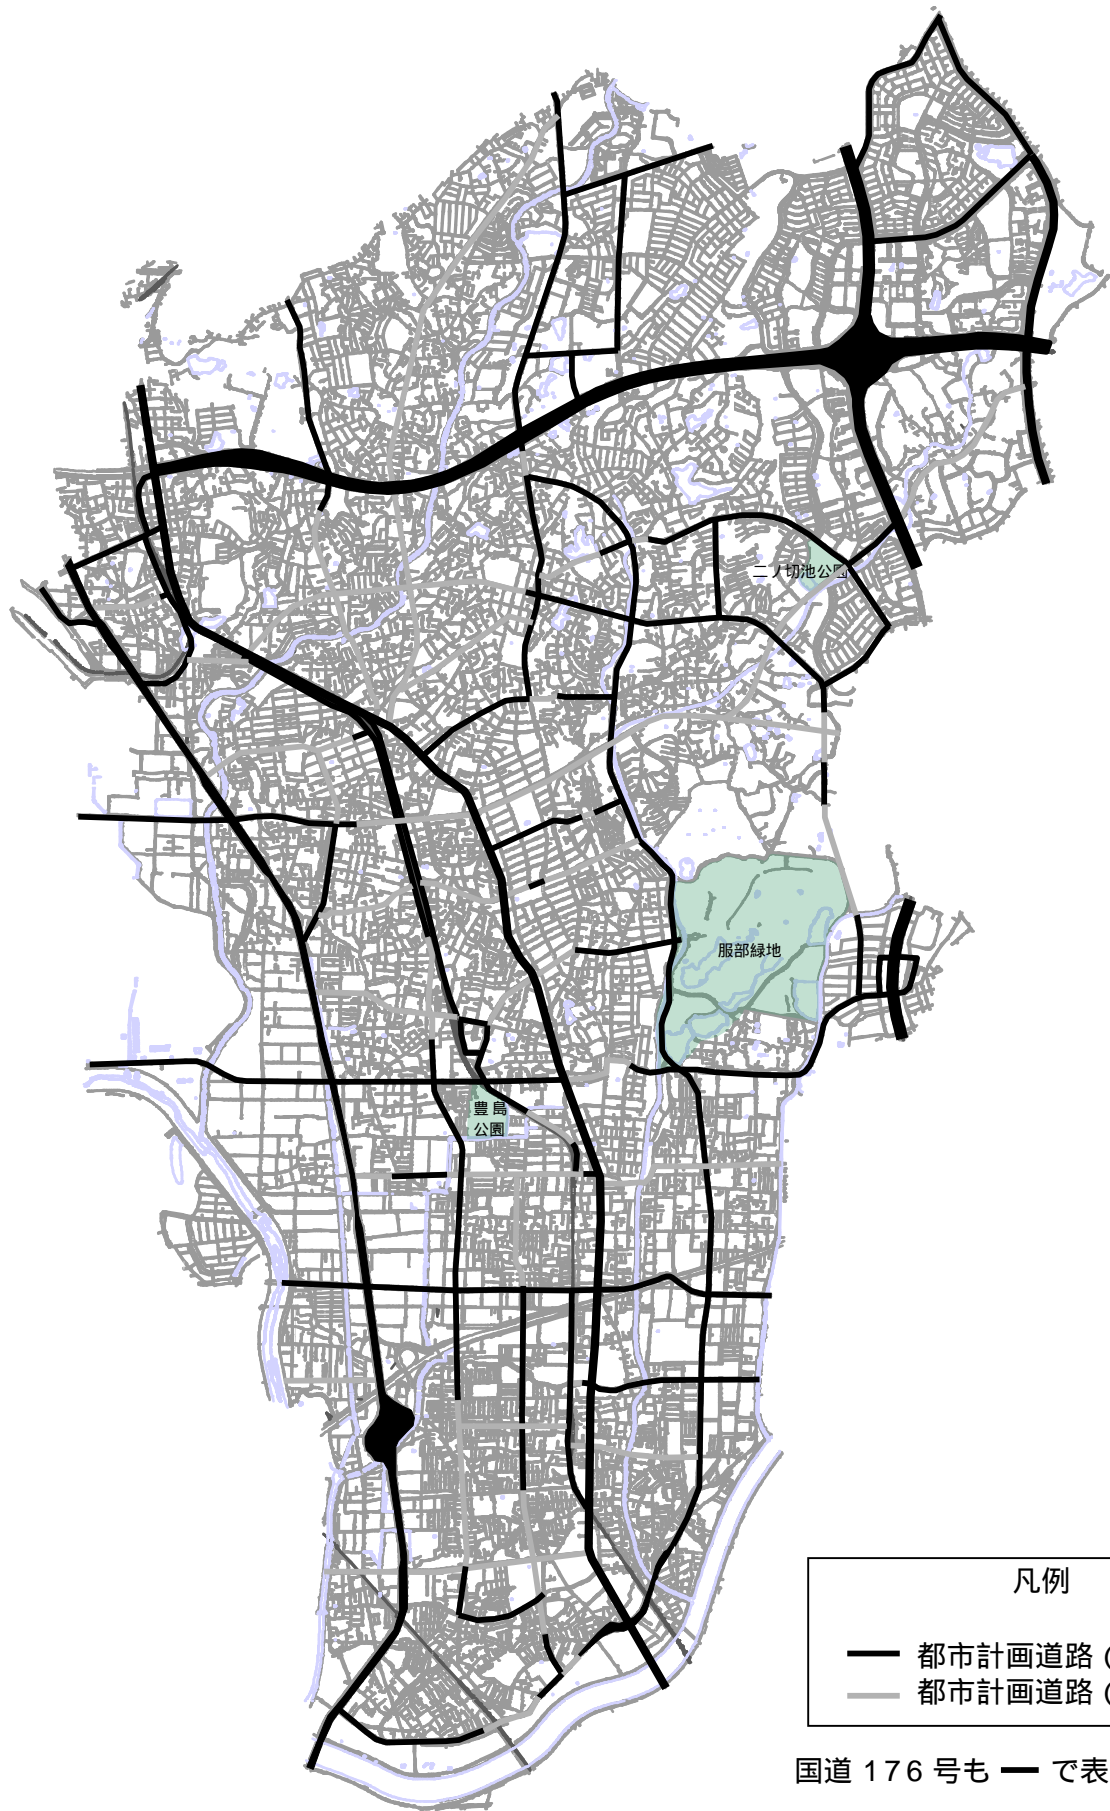 二ノ切池公園
服部緑地
豊島
公園
凡例
都市計画道路（
都市計画道路（
国道 176 号も ━ で表